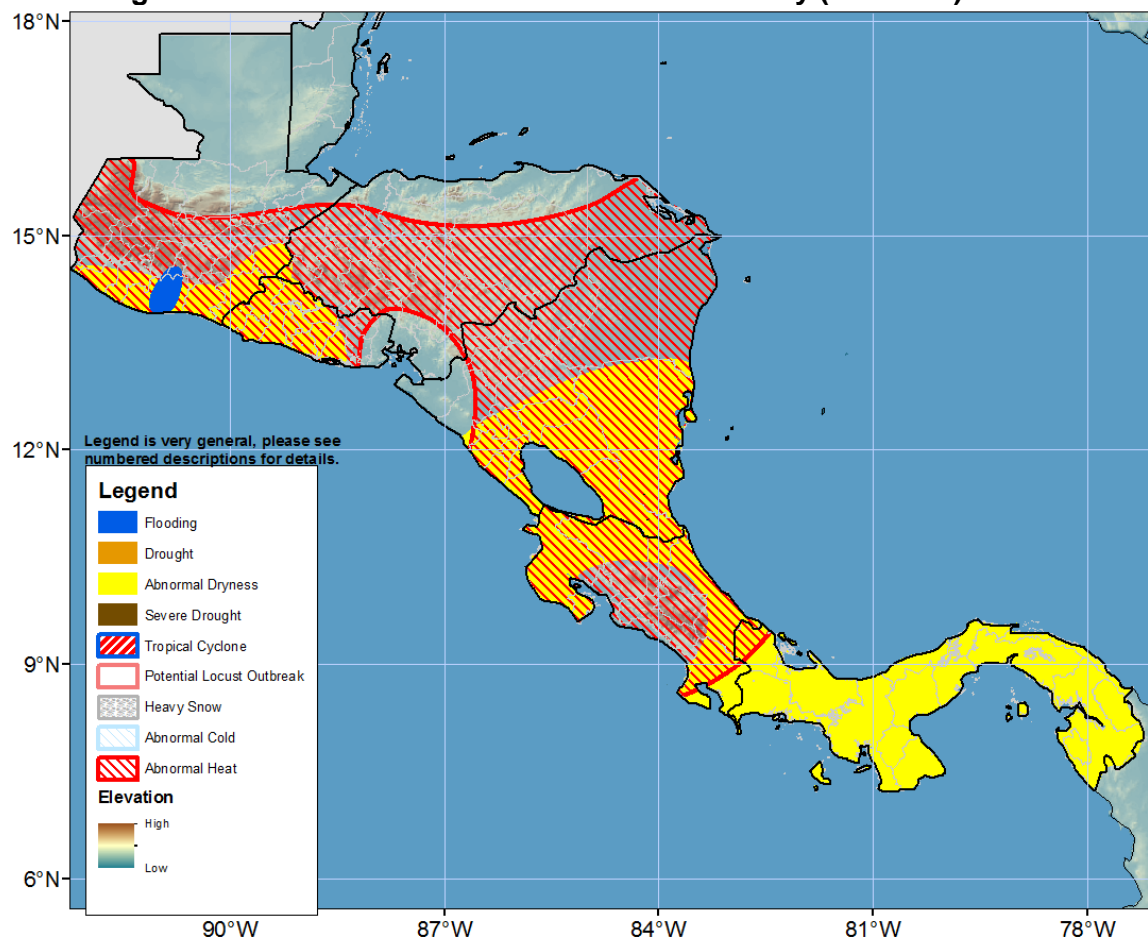 18°N
15°N
12°N
9°N
6°N
Legend is very general, please see
numbered descriptions for details.
Legend
Flooding
Drought
Abnormal Dryness
Severe Drought
Tropical Cyclone
Potential Locust Outbreak
Heavy Snow
Abnormal Cold
Abnormal Heat
Elevation
High
Low
90°W 87°W 84°W 81°W 78°W